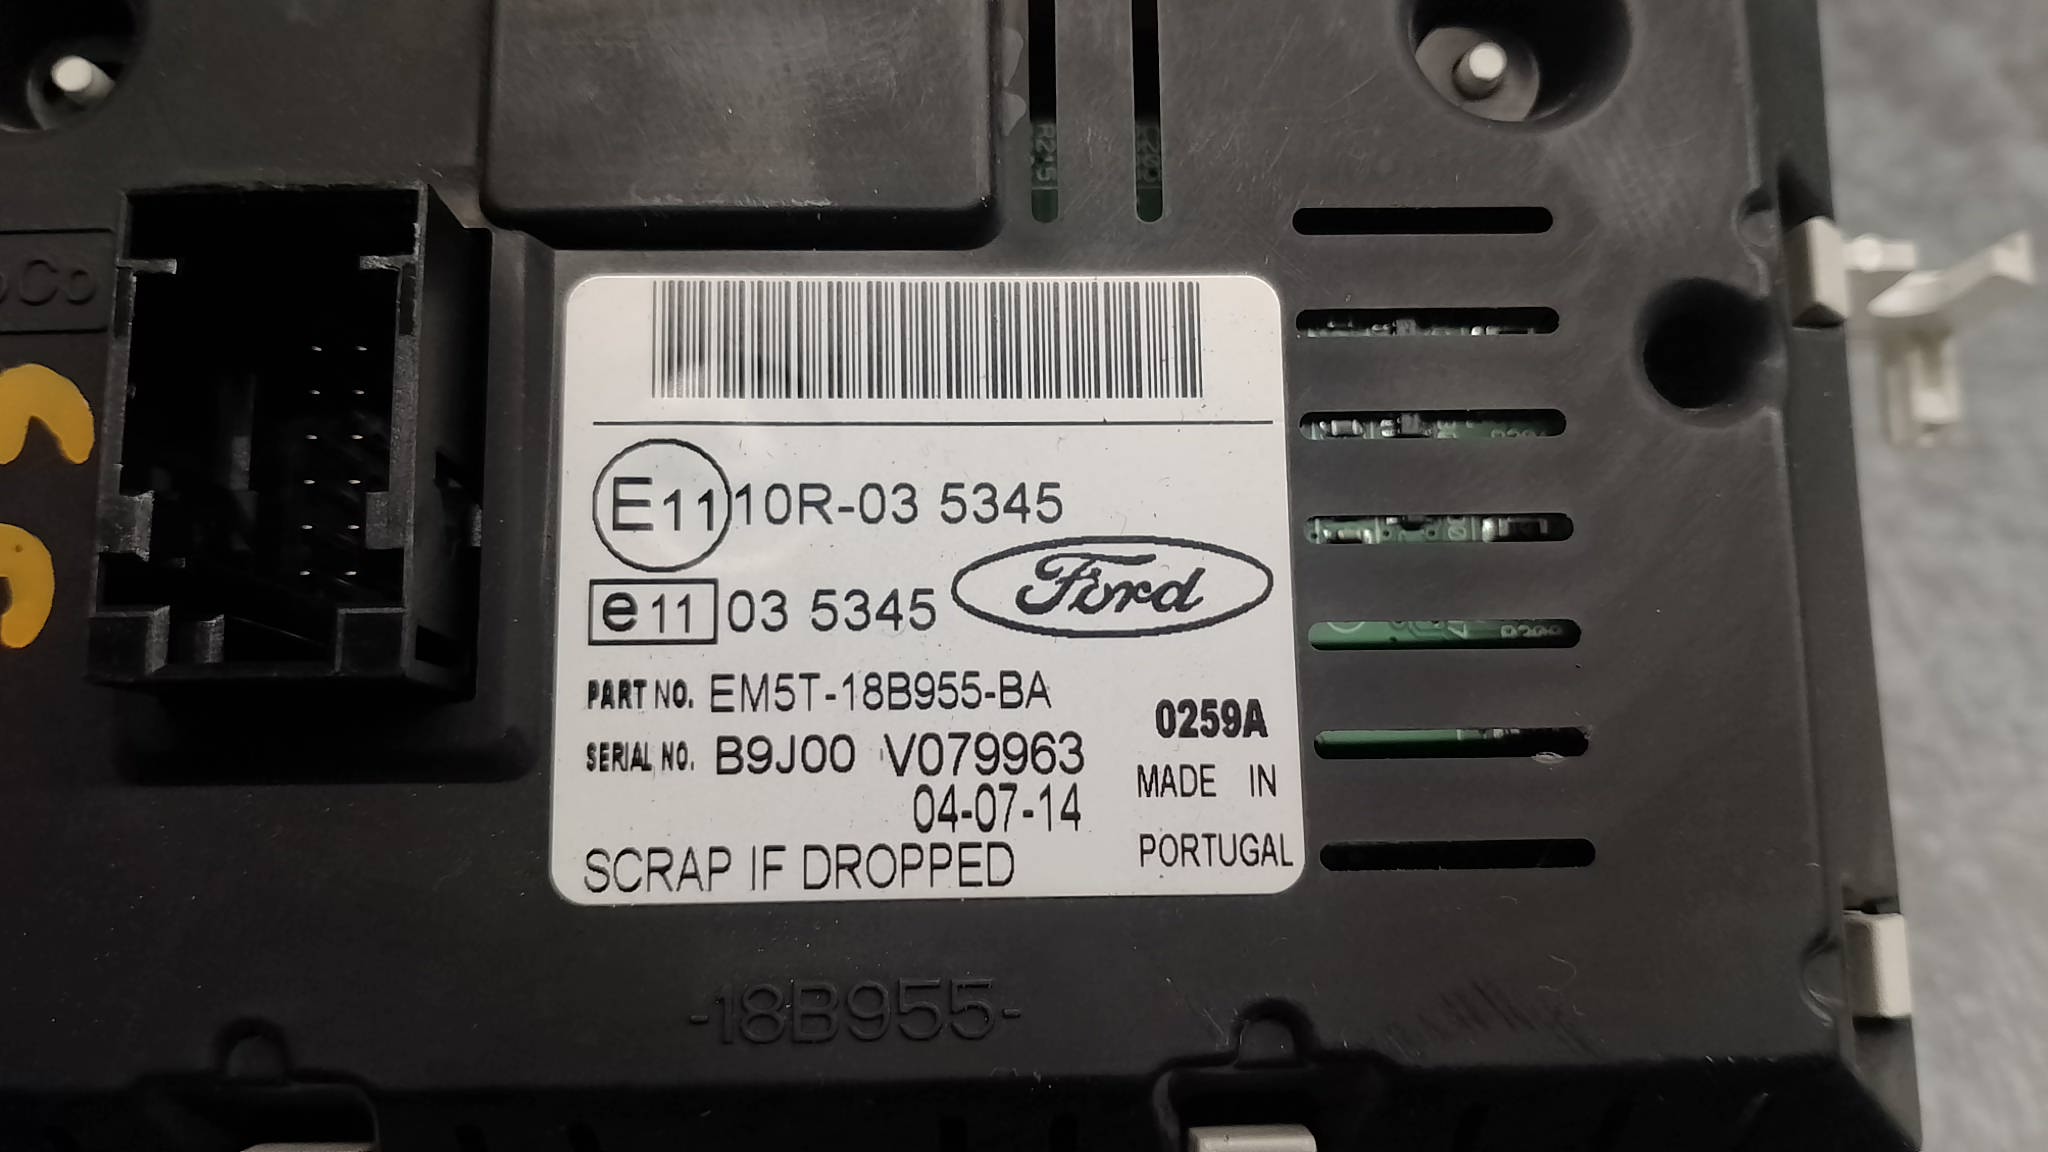 R215
E11 10R-03 5345
e11 03 5345
Ford
PART NO. EM5T-18B955-BA
0259A
SERIAL NO. B9J00 V079963
MADE IN
04-07-14
PORTUGAL
SCRAP IF DROPPED
-18B955-